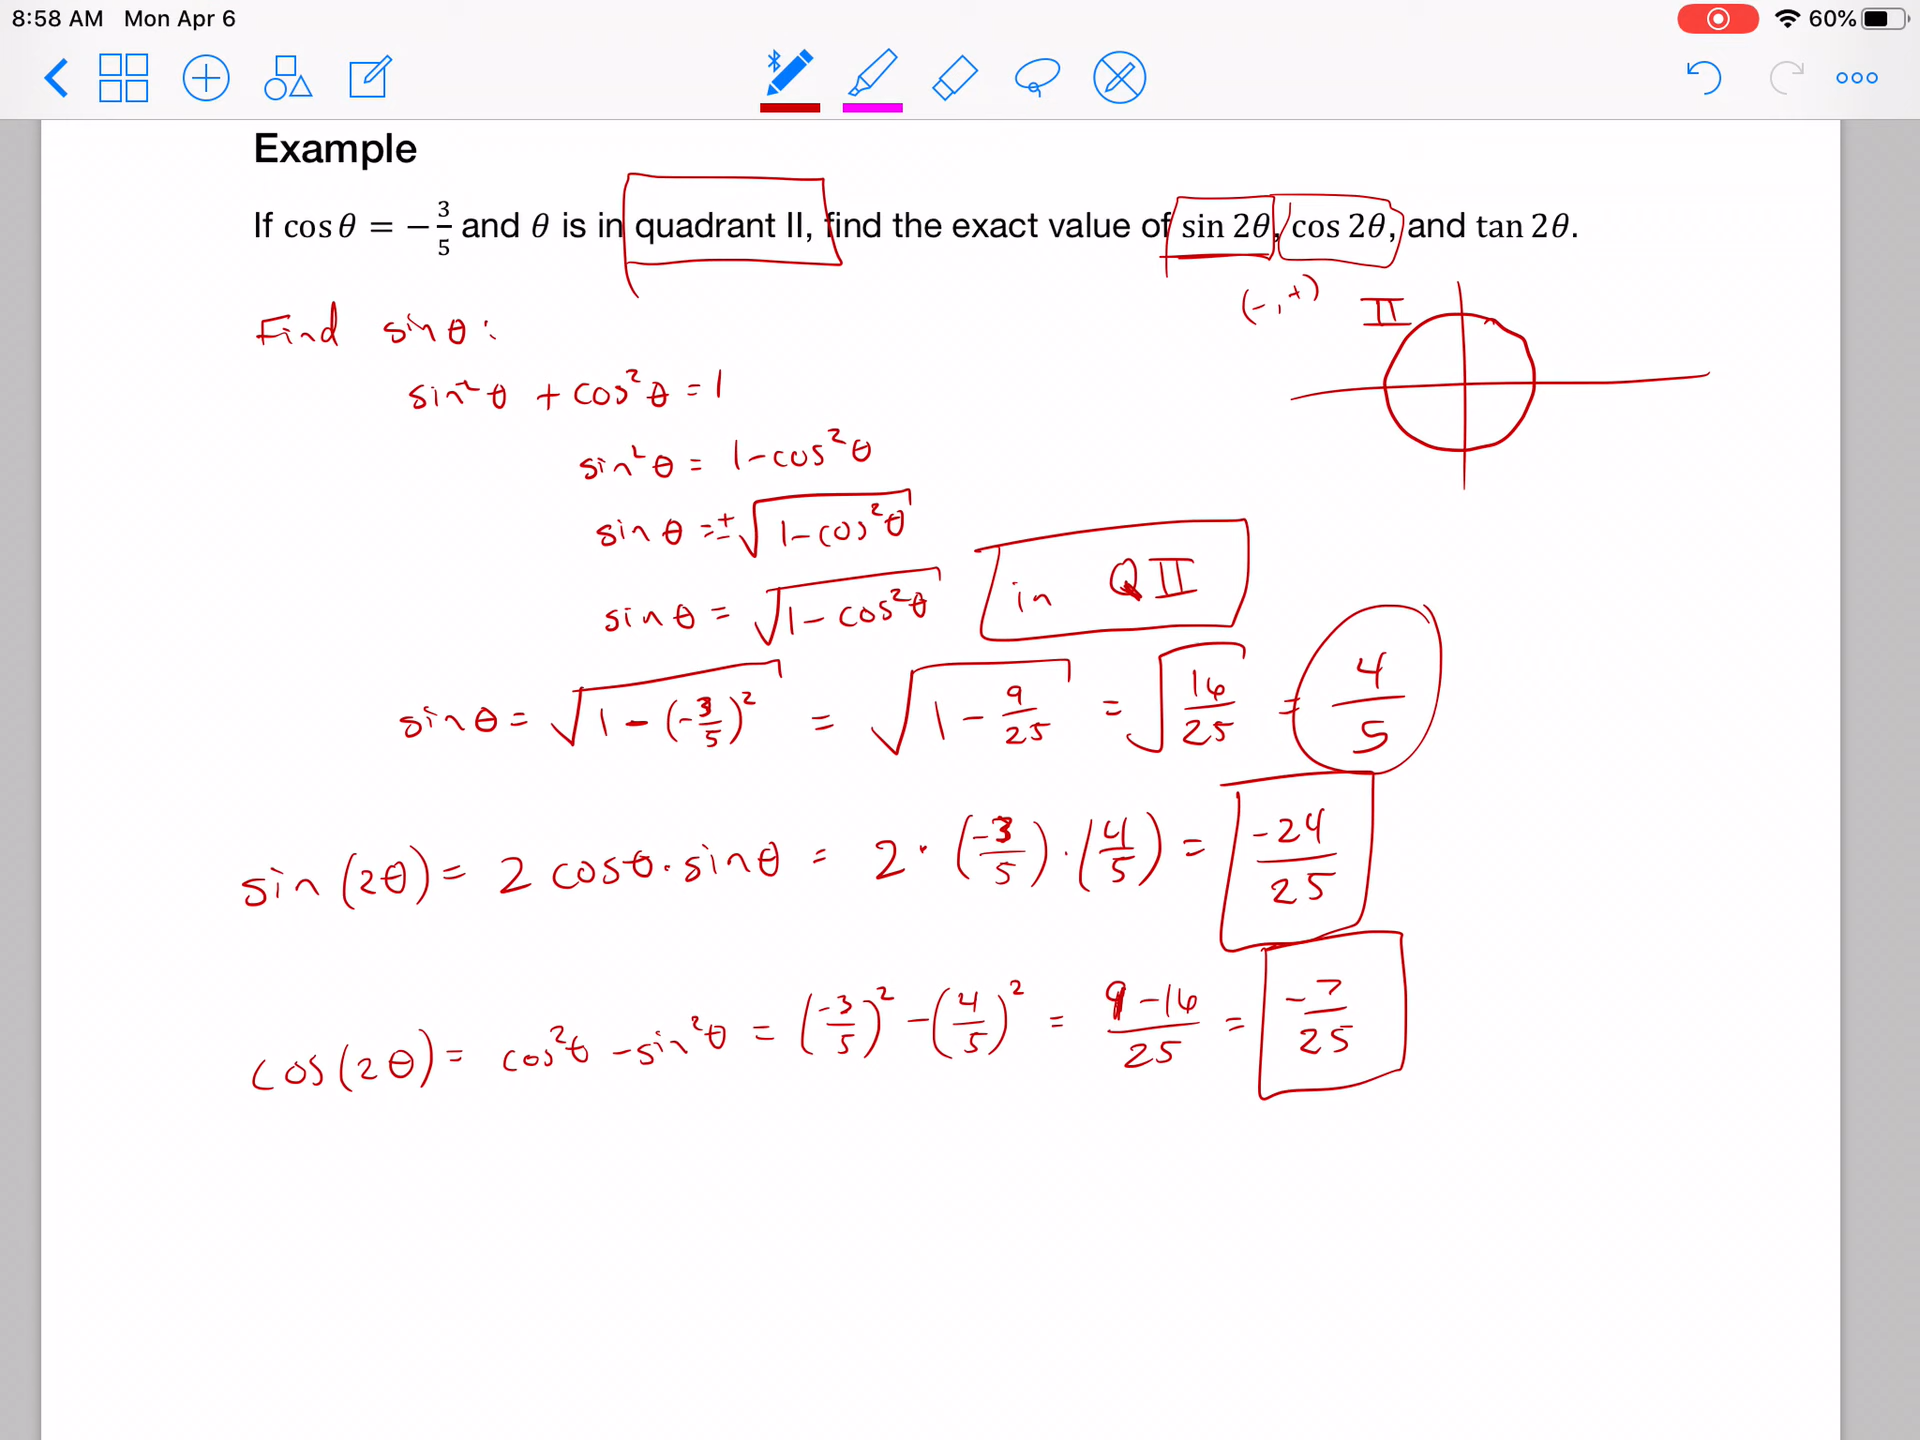 8:58 AM Mon Apr 6 60%
Example
If cos θ = −3/5 and θ is in quadrant II, find the exact value of sin 2θ, cos 2θ, and tan 2θ.
(-,+) II
Find sin θ:
sin²θ + cos²θ = 1
sin²θ = 1-cos²θ
sin θ = ±√(1-cos²θ)
sin θ = √(1-cos²θ) in QII
sin θ = √(1-(-3/5)²) = √(1-9/25) = √(16/25) = 4/5
sin(2θ) = 2 cosθ·sinθ = 2·(-3/5)·(4/5) = -24/25
cos(2θ) = cos²θ -sin²θ = (-3/5)² -(4/5)² = 9-16/25 = -7/25